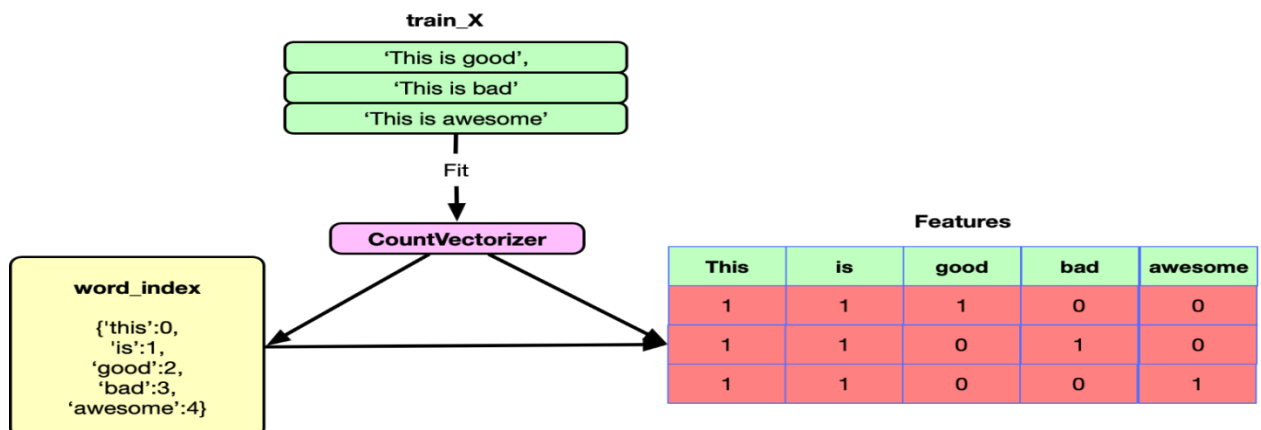 train_X
‘This is good’,
‘This is bad’
‘This is awesome’
Fit
CountVectorizer
word_index
{'this':0,
'is':1,
‘good’:2,
‘bad’:3,
‘awesome’:4}
Features
This is good bad awesome
1 1 1 0 0
1 1 0 1 0
1 1 0 0 1